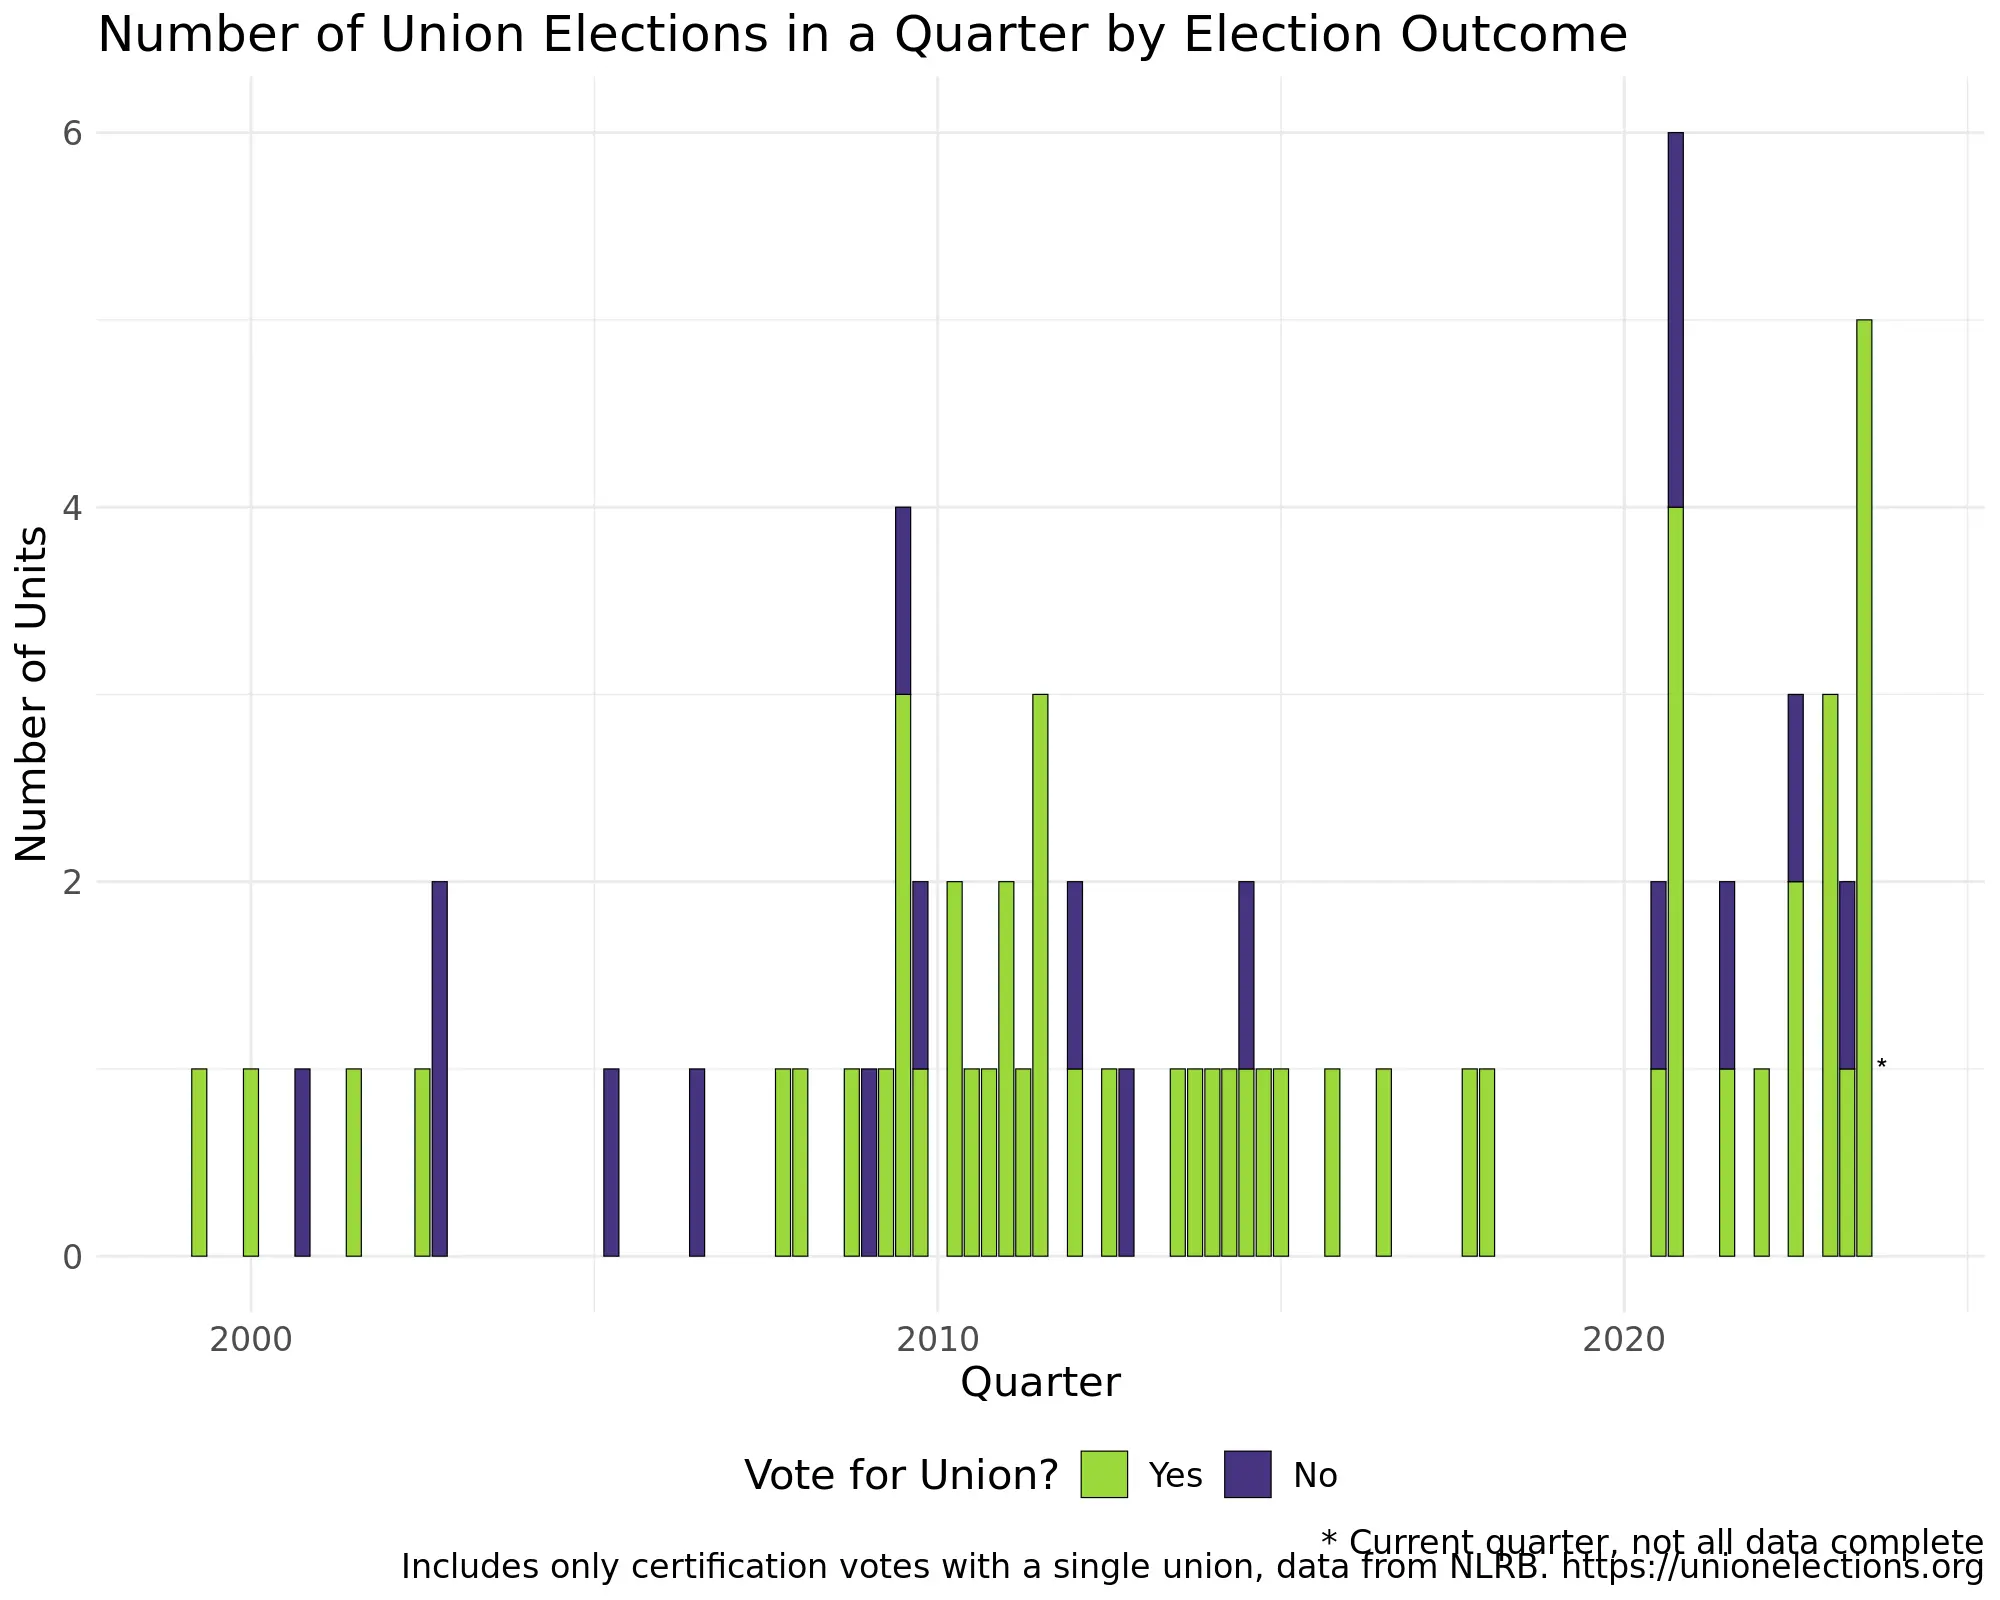 Number of Union Elections in a Quarter by Election Outcome
6
4
2
0
Number of Units
*
2000 2010 2020
Quarter
Vote for Union? Yes No
* Current quarter, not all data complete
Includes only certification votes with a single union, data from NLRB. https://unionelections.org